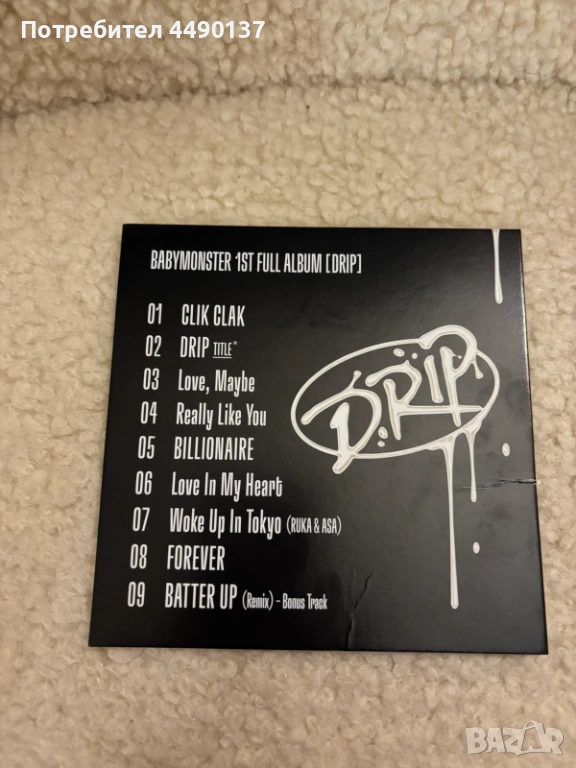 Потребител 4490137
BABYMONSTER 1ST FULL ALBUM [DRIP]
01 CLIK CLAK
02 DRIP TITLE*
03 Love, Maybe
04 Really Like You
05 BILLIONAIRE
06 Love In My Heart
07 Woke Up In Tokyo (RUKA & ASA)
08 FOREVER
09 BATTER UP (Remix) - Bonus Track
DRIP
BAZAR